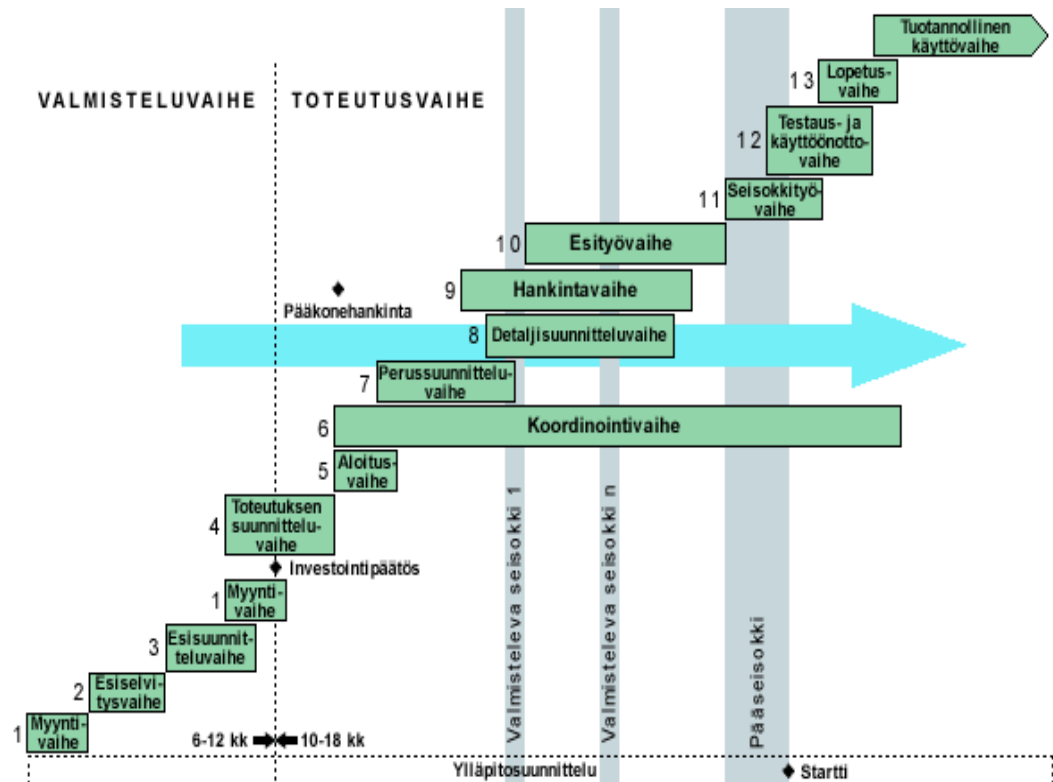 Tuotannollinen
käyttövaihe
13
Lopetus-
vaihe
VALMISTELUVAIHE
TOTEUTUSVAIHE
12
Testaus- ja
käyttöönotto-
vaihe
11
Seisokkityö-
vaihe
10
Esityövaihe
9
Hankintavaihe
Pääkonehankinta
8
Detaljisuunnitteluvaihe
7
Perussuunnittelu-
vaihe
6
Koordinointivaihe
5
Aloitus-
vaihe
4
Toteutuksen
suunnittelu-
vaihe
Investointipäätös
1
Myynti-
vaihe
3
Esisuunnit-
teluvaihe
2
Esiselvi-
tysvaihe
1
Myynti-
vaihe
6-12 kk
10-18 kk
Valmisteleva seisokki 1
Valmisteleva seisokki n
Pääseisokki
Ylläpitosuunnittelu
Startti